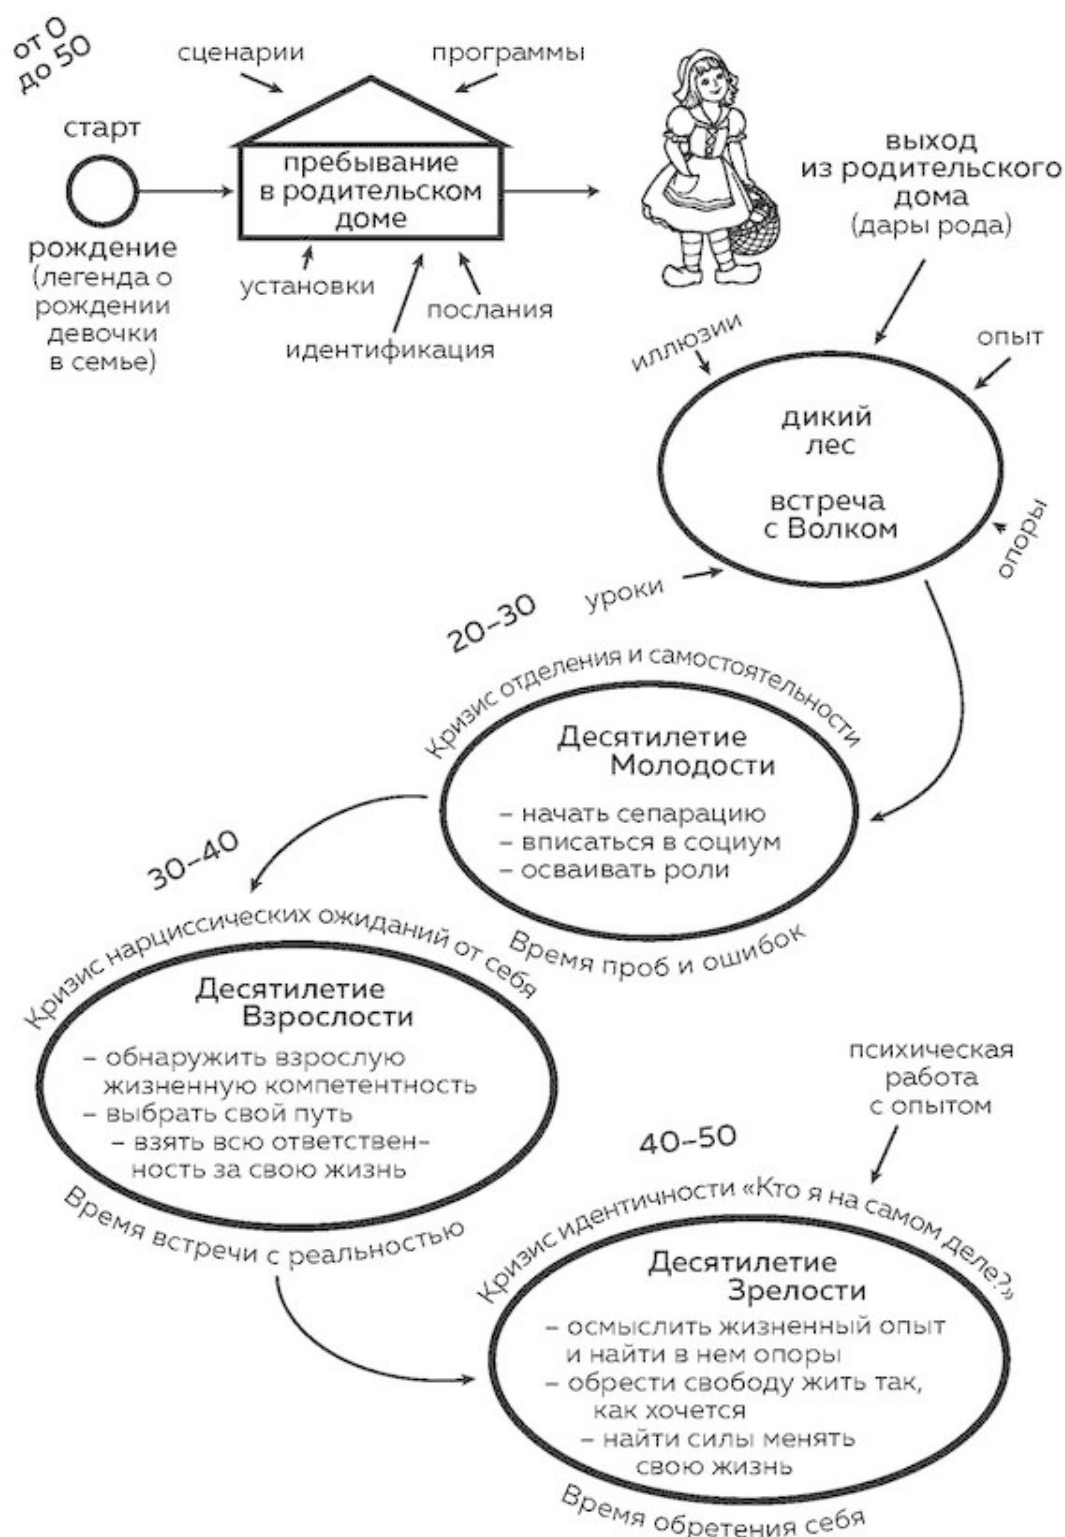 от 0
до 50
сценарии
программы
старт
пребывание
в родительском
доме
рождение
(легенда о
рождении
девочки
в семье)
установки
послания
идентификация
выход
из родительского
дома
(дары рода)
иллюзии
опыт
дикий
лес
встреча
с Волком
опоры
уроки
20–30
Кризис отделения и самостоятельности
Десятилетие
Молодости
– начать сепарацию
– вписаться в социум
– осваивать роли
Время проб и ошибок
30–40
Кризис нарциссических ожиданий от себя
Десятилетие
Взрослости
– обнаружить взрослую
жизненную компетентность
– выбрать свой путь
– взять всю ответствен-
ность за свою жизнь
Время встречи с реальностью
психическая
работа
с опытом
40–50
Кризис идентичности «Кто я на самом деле?»
Десятилетие
Зрелости
– осмыслить жизненный опыт
и найти в нем опоры
– обрести свободу жить так,
как хочется
– найти силы менять
свою жизнь
Время обретения себя